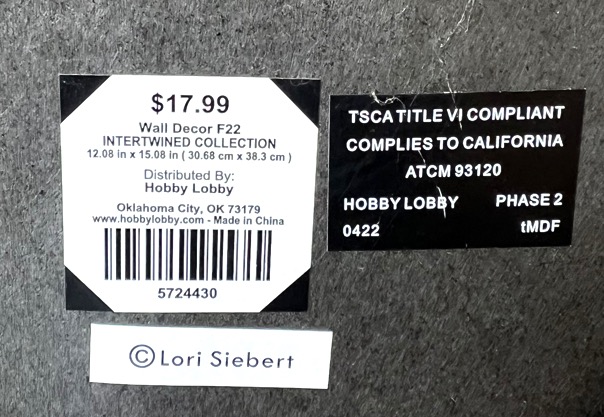 $17.99
Wall Decor F22
INTERTWINED COLLECTION
12.08 in x 15.08 in ( 30.68 cm x 38.3 cm )
Distributed By:
Hobby Lobby
Oklahoma City, OK 73179
www.hobbylobby.com - Made in China
5724430
©Lori Siebert
TSCA TITLE VI COMPLIANT
COMPLIES TO CALIFORNIA
ATCM 93120
HOBBY LOBBY PHASE 2
0422 tMDF